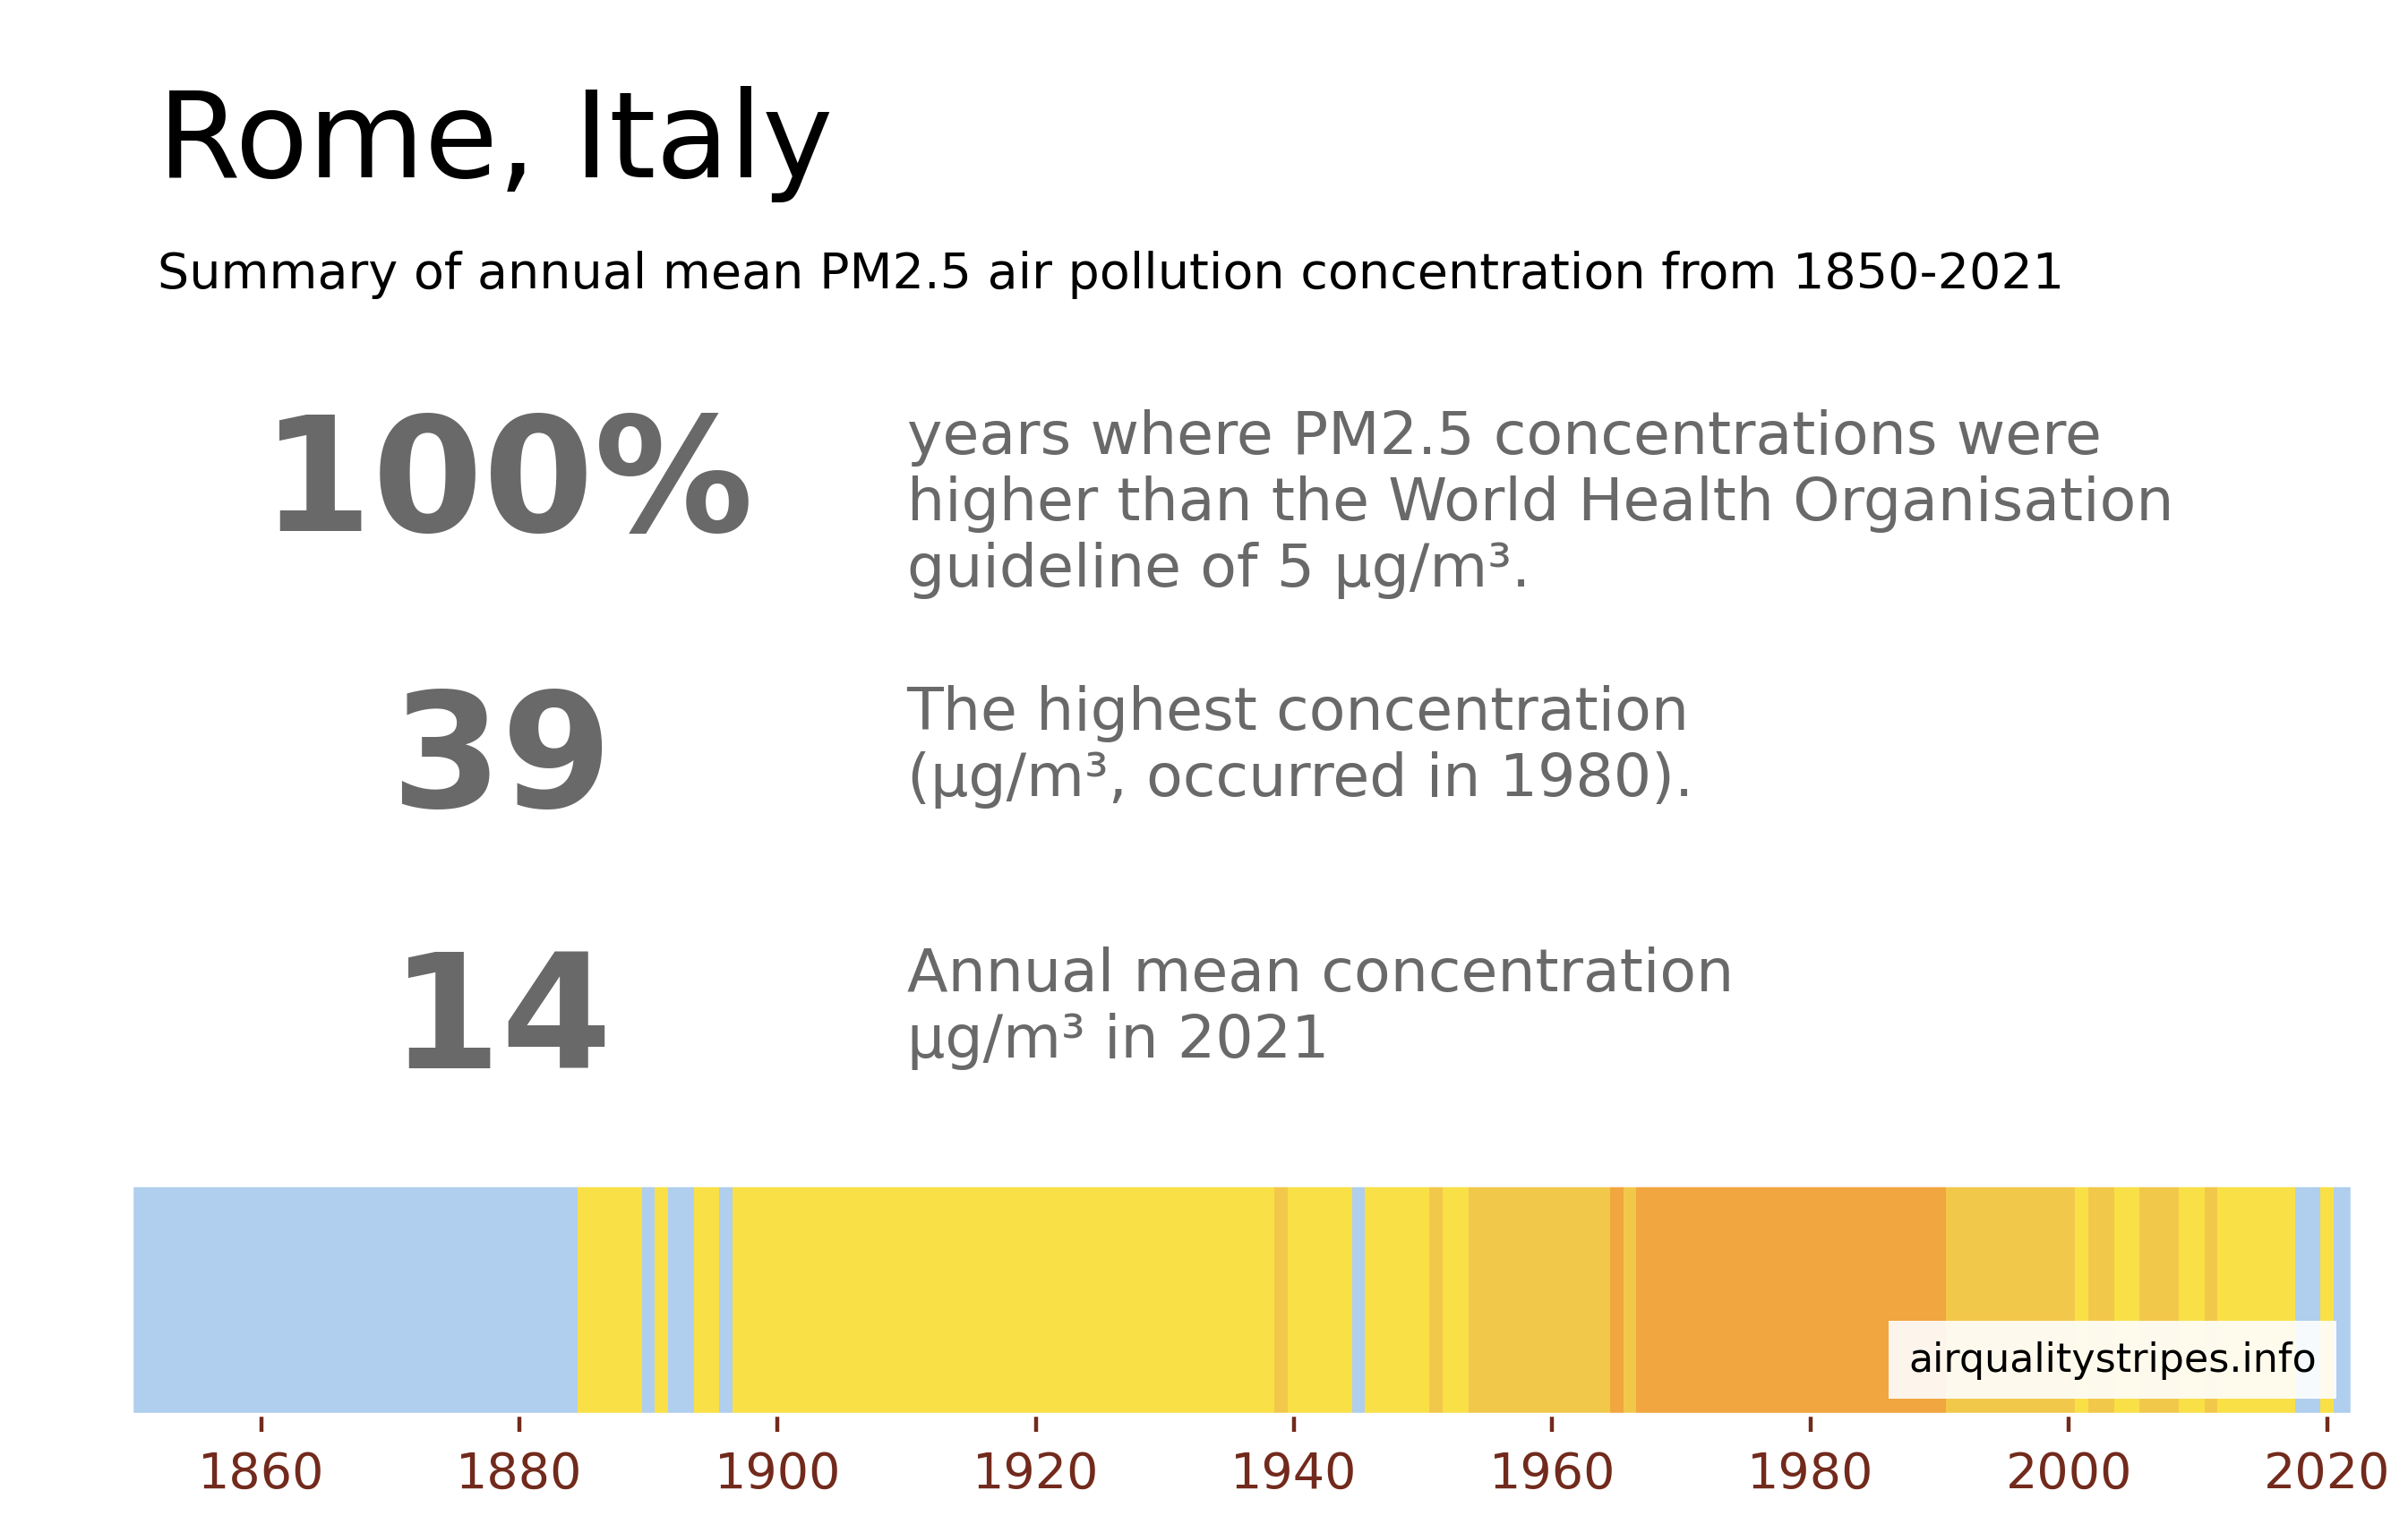 Rome, Italy
Summary of annual mean PM2.5 air pollution concentration from 1850-2021
100%
years where PM2.5 concentrations were
higher than the World Health Organisation
guideline of 5 µg/m³.
39
The highest concentration
(µg/m³, occurred in 1980).
14
Annual mean concentration
µg/m³ in 2021
airqualitystripes.info
1860 1880 1900 1920 1940 1960 1980 2000 2020